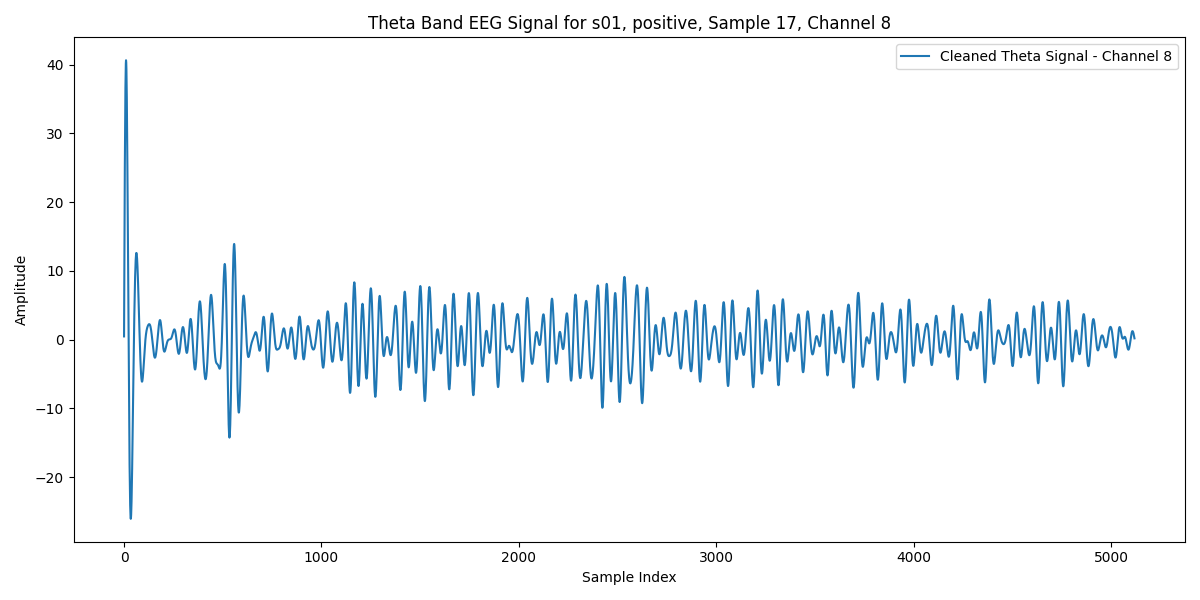 Theta Band EEG Signal for s01, positive, Sample 17, Channel 8
Cleaned Theta Signal - Channel 8
40
30
20
10
0
−10
−20
Amplitude
0 1000 2000 3000 4000 5000
Sample Index